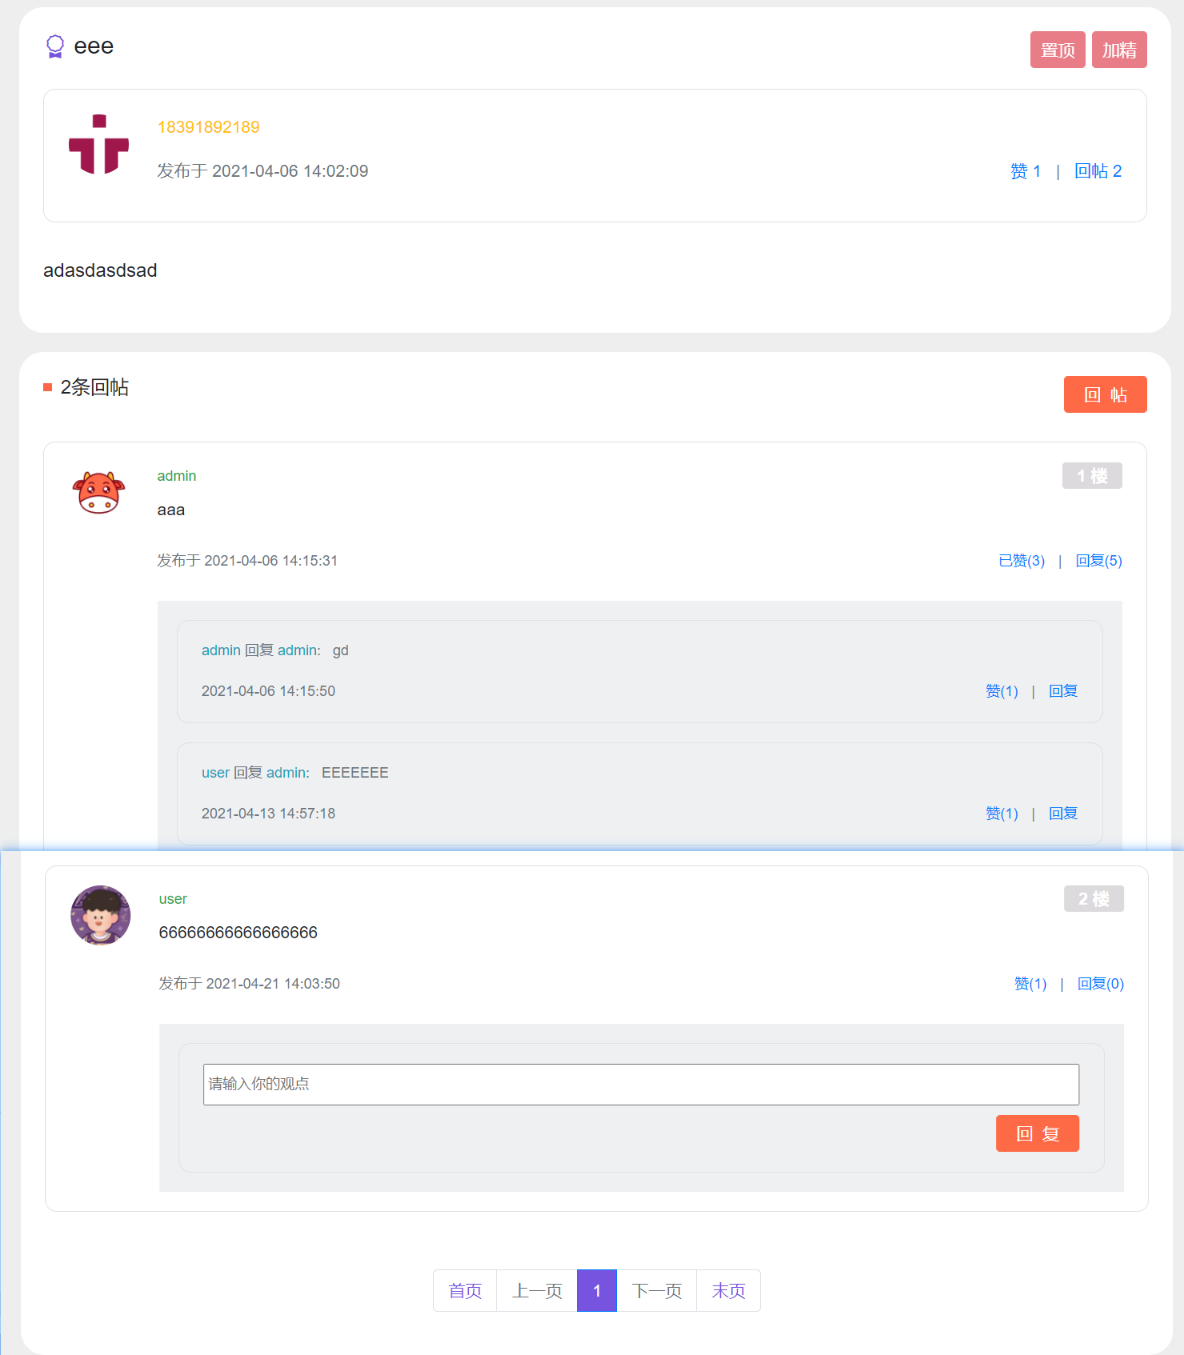 eee
置顶 加精
18391892189
发布于 2021-04-06 14:02:09
赞 1 | 回帖 2
adasdasdsad
2条回帖
回 帖
admin
1 楼
aaa
发布于 2021-04-06 14:15:31
已赞(3) | 回复(5)
admin 回复 admin: gd
2021-04-06 14:15:50
赞(1) | 回复
user 回复 admin: EEEEEEE
2021-04-13 14:57:18
赞(1) | 回复
user
2 楼
66666666666666666
发布于 2021-04-21 14:03:50
赞(1) | 回复(0)
请输入你的观点
回 复
首页 上一页 1 下一页 末页